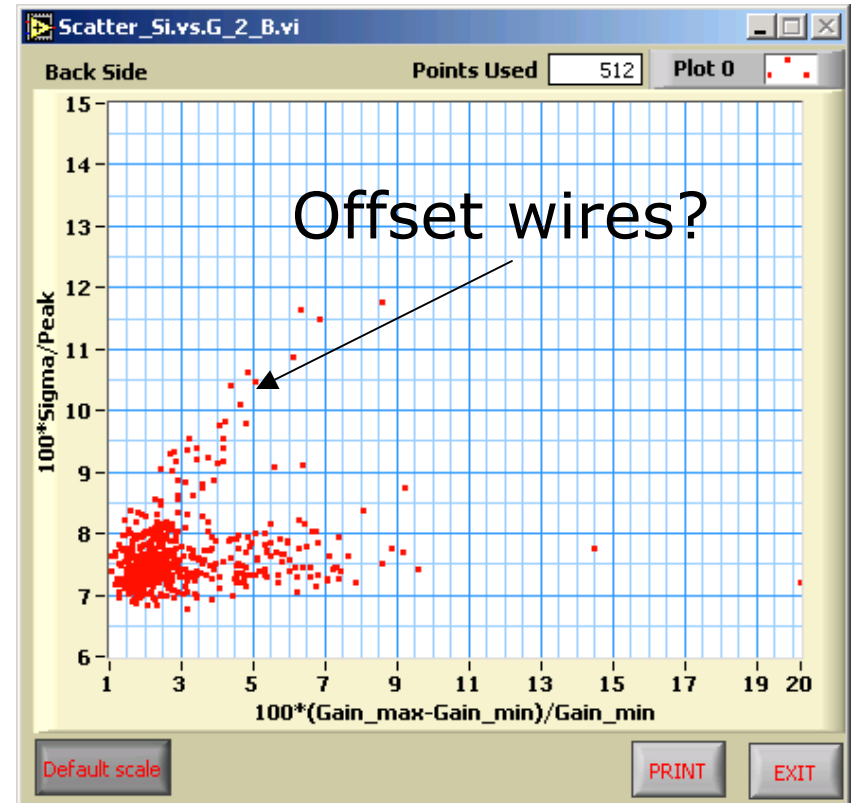 Scatter_Si.vs.G_2_B.vi
Back Side Points Used 512 Plot 0
15
14
13
12
11
10
9
8
7
6
100*Sigma/Peak
Offset wires?
1 3 5 7 9 11 13 15 17 19 20
100*(Gain_max-Gain_min)/Gain_min
Default scale PRINT EXIT